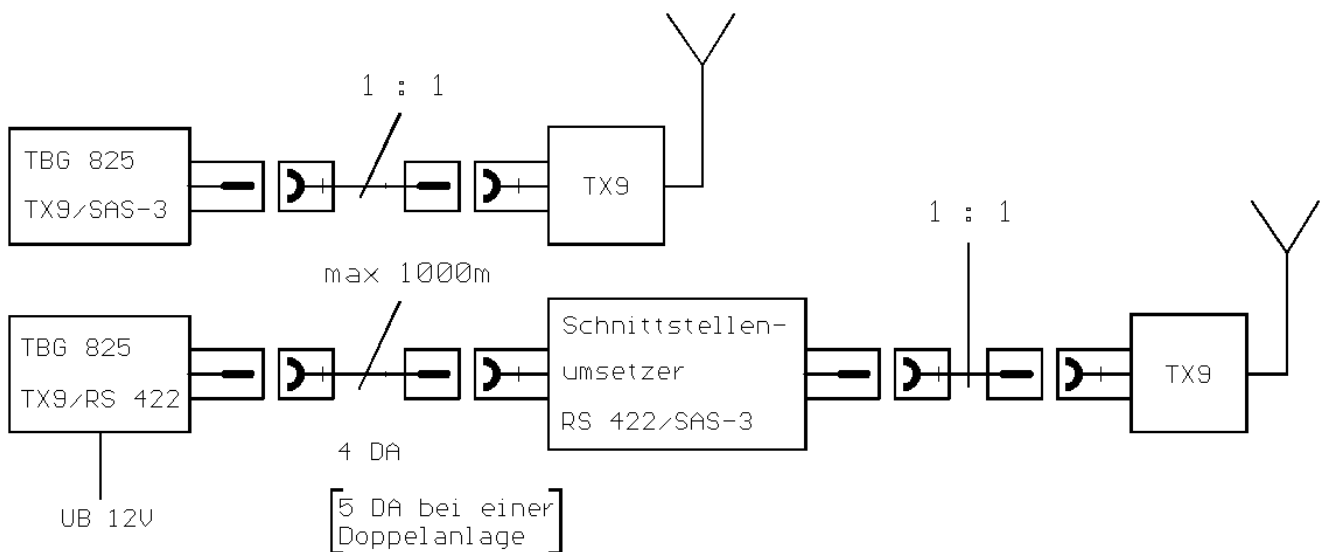 1 : 1
TBG 825
TX9/SAS-3
TX9
1 : 1
max 1000m
TBG 825
TX9/RS 422
Schnittstellen-
umsetzer
RS 422/SAS-3
TX9
4 DA
5 DA bei einer
Doppelanlage
UB 12V